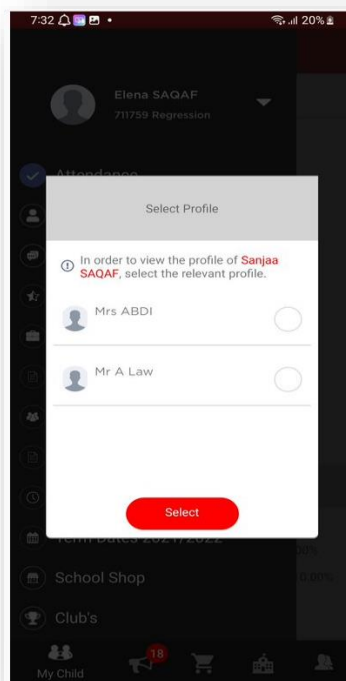 7:32
20%
Elena SAQAF
711759 Regression
Attendance
Select Profile
In order to view the profile of Sanjaa
SAQAF, select the relevant profile.
Mrs ABDI
Mr A Law
Select
Term Dates 2021/2022
School Shop
Club's
18
My Child